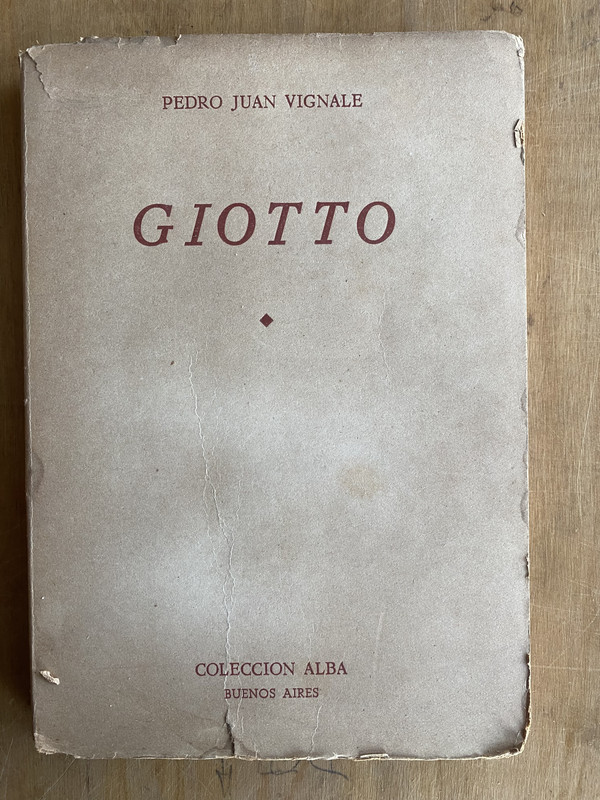 PEDRO JUAN VIGNALE
GIOTTO
COLECCION ALBA
BUENOS AIRES